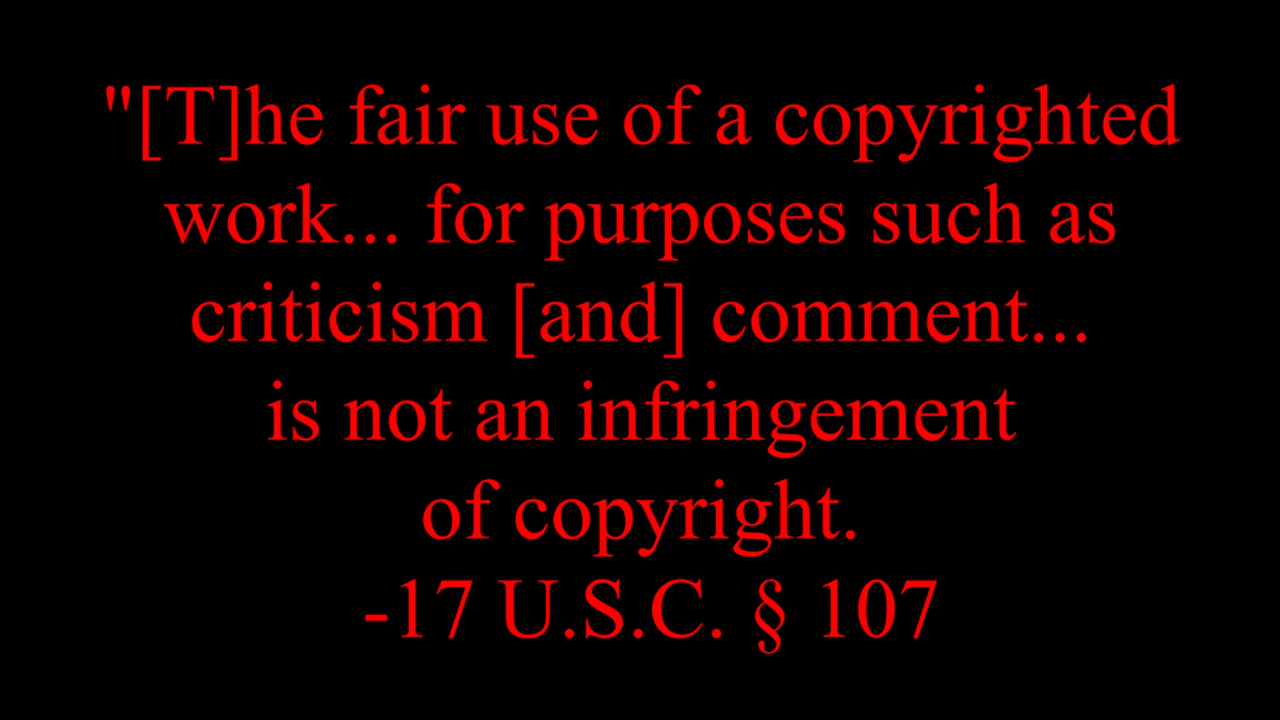 "[T]he fair use of a copyrighted
work... for purposes such as
criticism [and] comment...
is not an infringement
of copyright.
-17 U.S.C. § 107